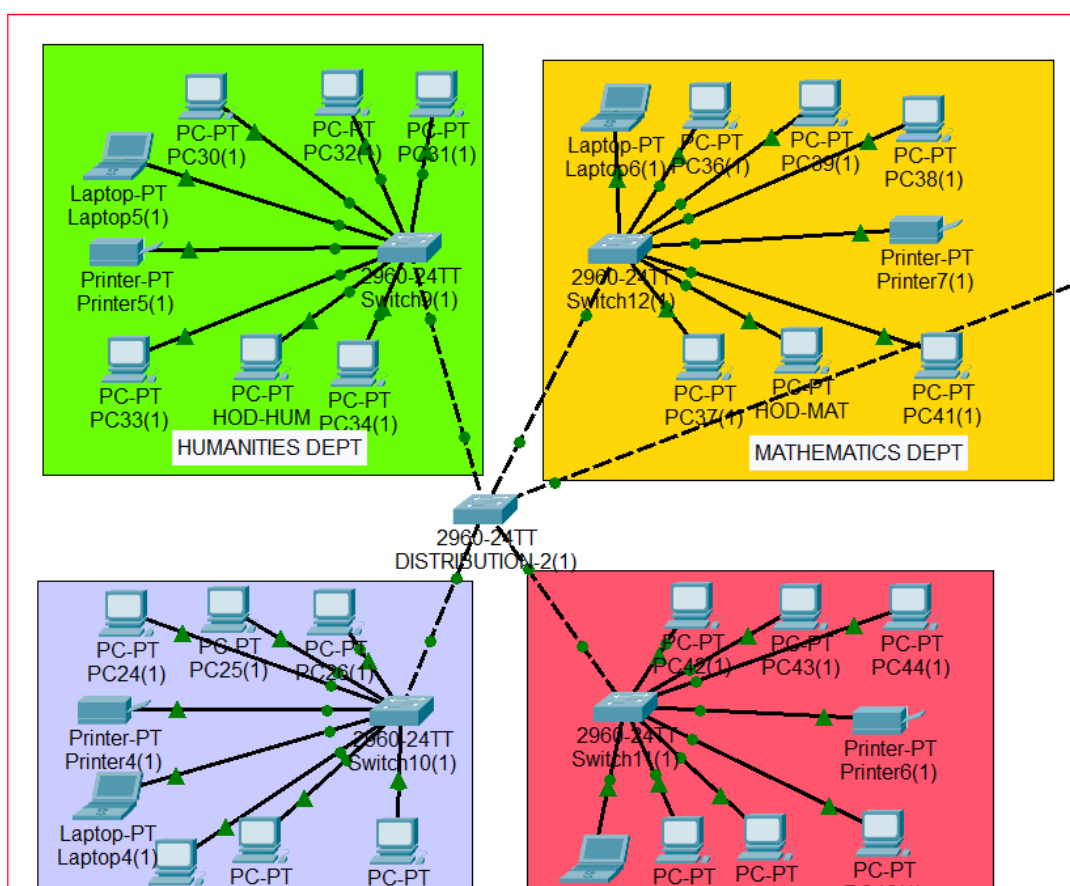 PC-PT
PC30(1)
PC-PT
PC32(1)
PC-PT
PC31(1)
Laptop-PT
Laptop5(1)
Printer-PT
Printer5(1)
2960-24TT
Switch9(1)
PC-PT
PC33(1)
PC-PT
HOD-HUM
PC-PT
PC34(1)
HUMANITIES DEPT
Laptop-PT
Laptop6(1)
PC-PT
PC36(1)
PC-PT
PC39(1)
PC-PT
PC38(1)
2960-24TT
Switch12(1)
Printer-PT
Printer7(1)
PC-PT
PC37(1)
PC-PT
HOD-MAT
PC-PT
PC41(1)
MATHEMATICS DEPT
2960-24TT
DISTRIBUTION-2(1)
PC-PT
PC24(1)
PC-PT
PC25(1)
PC-PT
PC26(1)
Printer-PT
Printer4(1)
2960-24TT
Switch10(1)
Laptop-PT
Laptop4(1)
PC-PT
PC-PT
PC-PT
PC42(1)
PC-PT
PC43(1)
PC-PT
PC44(1)
2960-24TT
Switch11(1)
Printer-PT
Printer6(1)
PC-PT
PC-PT
PC-PT